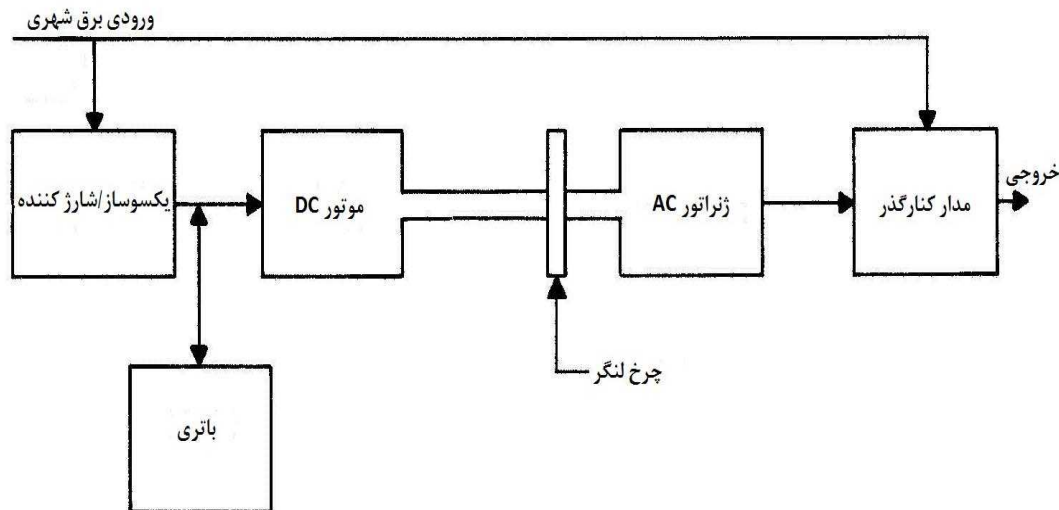 ورودی برق شهری
یکسوساز/شارژ کننده
موتور DC
ژنراتور AC
مدار کنارگذر
خروجی
چرخ لنگر
باتری